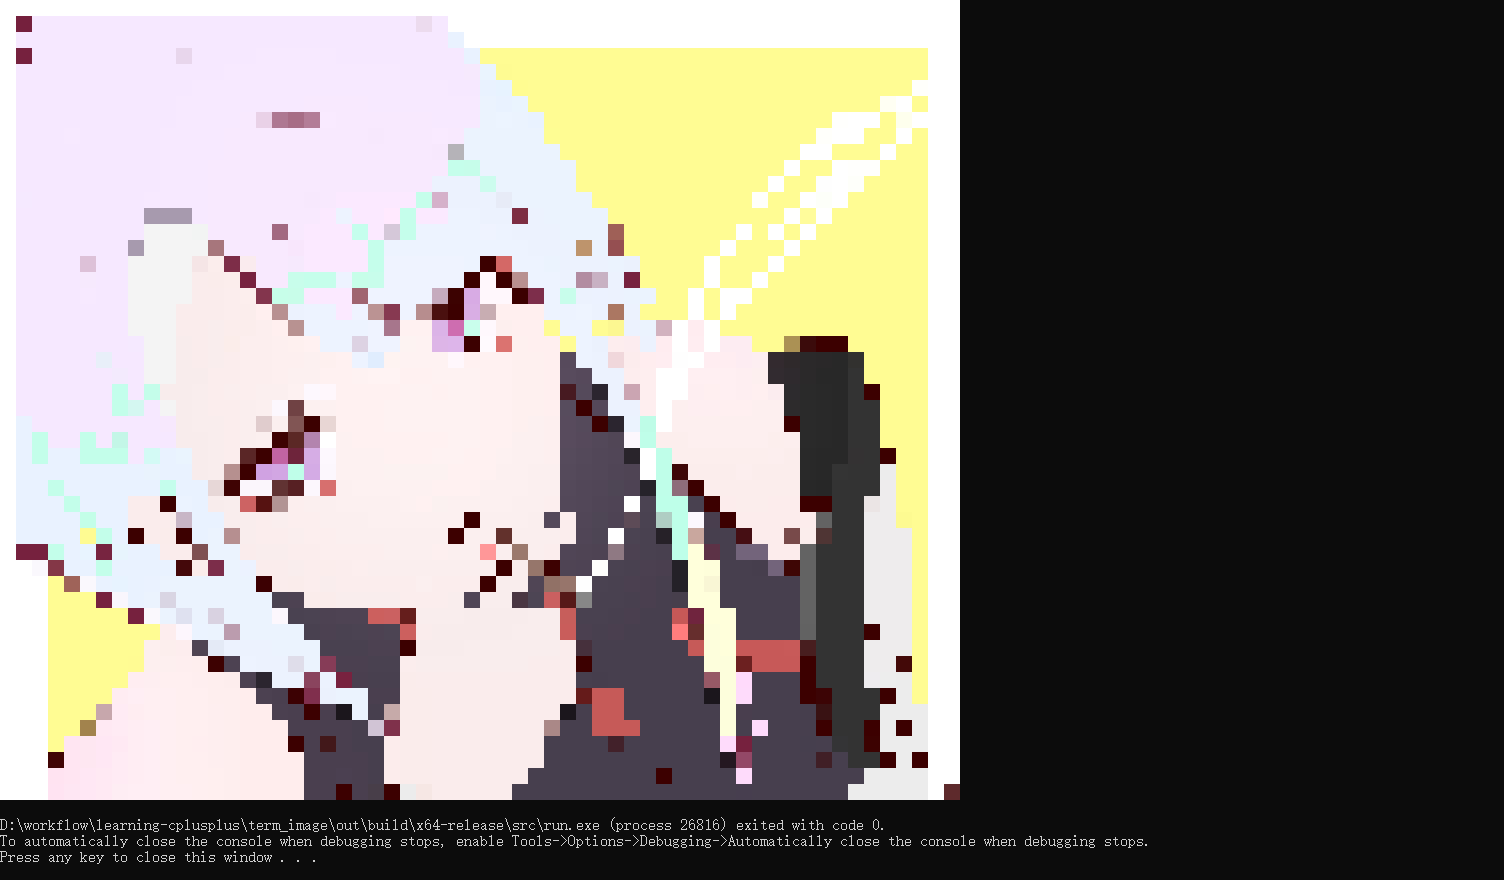 D:\workflow\learning-cplusplus\term_image\out\build\x64-release\src\run.exe (process 26816) exited with code 0.
To automatically close the console when debugging stops, enable Tools->Options->Debugging->Automatically close the console when debugging stops.
Press any key to close this window . . .